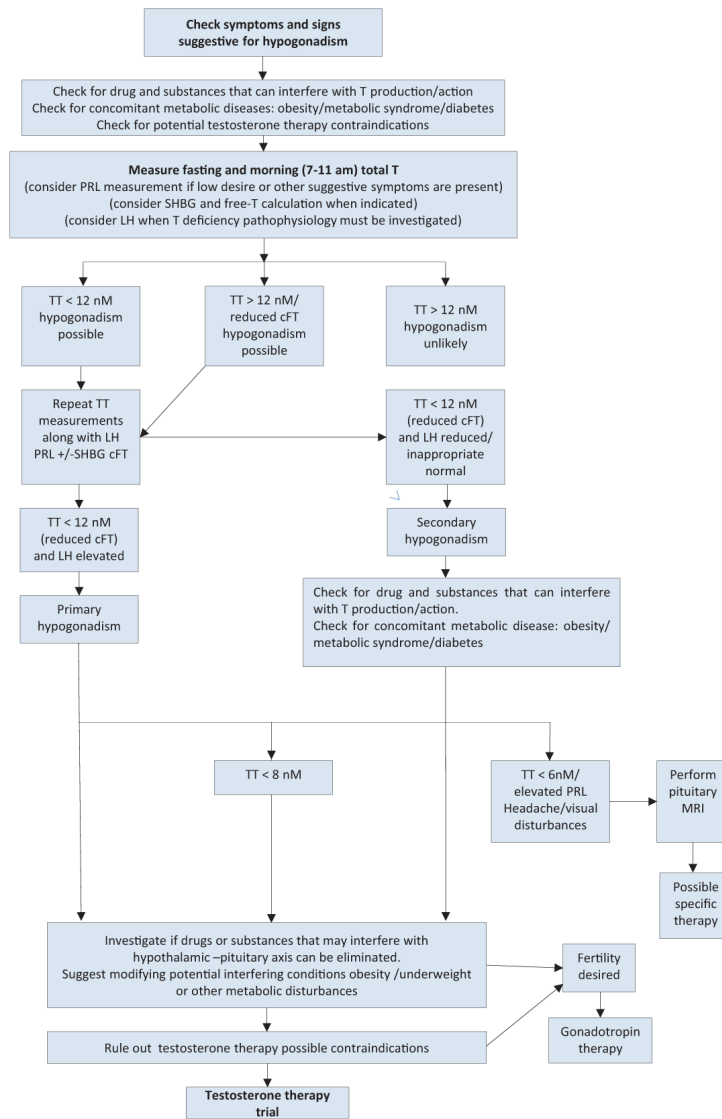 Check symptoms and signs
suggestive for hypogonadism
Check for drug and substances that can interfere with T production/action
Check for concomitant metabolic diseases: obesity/metabolic syndrome/diabetes
Check for potential testosterone therapy contraindications
Measure fasting and morning (7-11 am) total T
(consider PRL measurement if low desire or other suggestive symptoms are present)
(consider SHBG and free-T calculation when indicated)
(consider LH when T deficiency pathophysiology must be investigated)
TT < 12 nM
hypogonadism
possible
TT > 12 nM/
reduced cFT
hypogonadism
possible
TT > 12 nM
hypogonadism
unlikely
Repeat TT
measurements
along with LH
PRL +/-SHBG cFT
TT < 12 nM
(reduced cFT)
and LH reduced/
inappropriate
normal
TT < 12 nM
(reduced cFT)
and LH elevated
Secondary
hypogonadism
Primary
hypogonadism
Check for drug and substances that can interfere
with T production/action.
Check for concomitant metabolic disease: obesity/
metabolic syndrome/diabetes
TT < 8 nM
TT < 6nM/
elevated PRL
Headache/visual
disturbances
Perform
pituitary
MRI
Possible
specific
therapy
Investigate if drugs or substances that may interfere with
hypothalamic –pituitary axis can be eliminated.
Suggest modifying potential interfering conditions obesity /underweight
or other metabolic disturbances
Fertility
desired
Gonadotropin
therapy
Rule out testosterone therapy possible contraindications
Testosterone therapy
trial